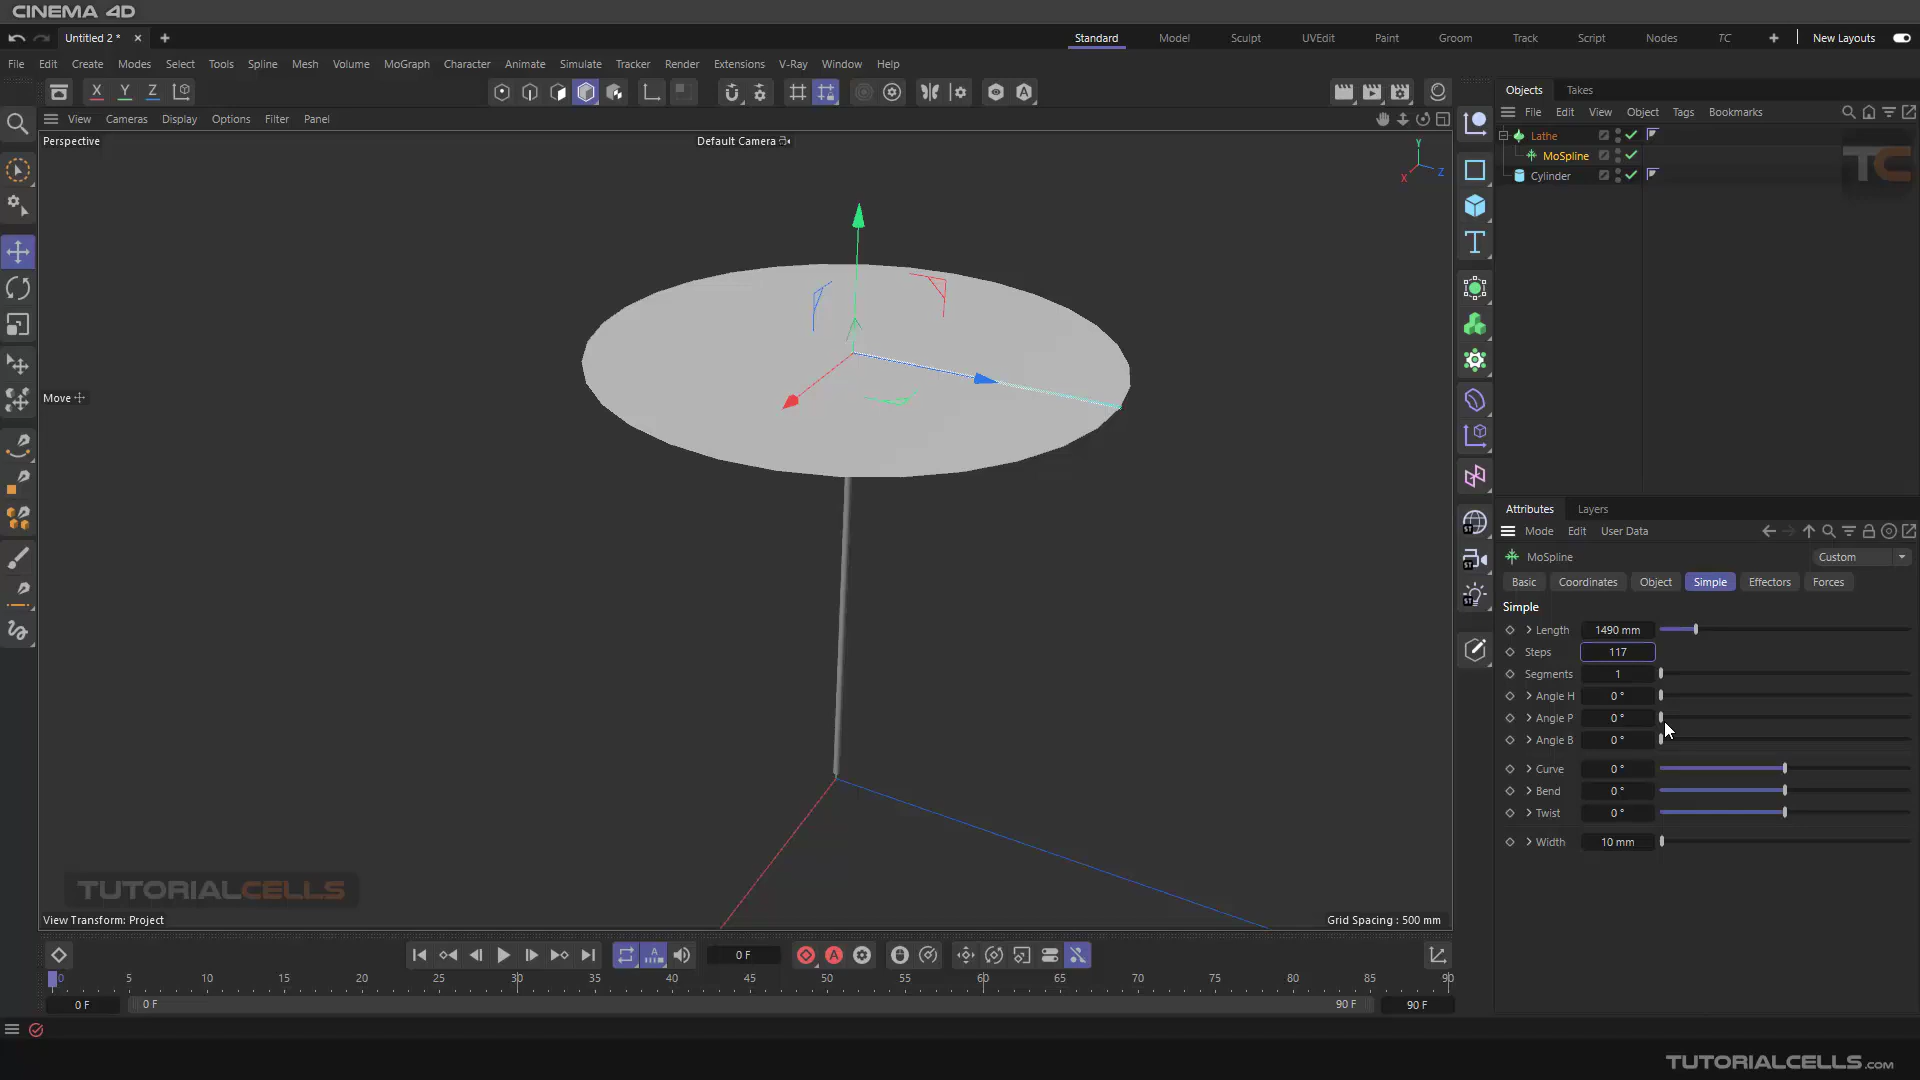 CINEMA 4D
Untitled 2 *
Standard Model Sculpt UVEdit Paint Groom Track Script Nodes TC New Layouts
File Edit Create Modes Select Tools Spline Mesh Volume MoGraph Character Animate Simulate Tracker Render Extensions V-Ray Window Help
X Y Z
Objects Takes
View Cameras Display Options Filter Panel
File Edit View Object Tags Bookmarks
Perspective
Default Camera
Y
X
Z
Lathe
MoSpline
Cylinder
TC
Move
Attributes Layers
Mode Edit User Data
MoSpline
Custom
Basic Coordinates Object Simple Effectors Forces
Simple
Length 1490 mm
Steps 117
Segments 1
Angle H 0 °
Angle P 0 °
Angle B 0 °
Curve 0 °
Bend 0 °
Twist 0 °
Width 10 mm
TUTORIALCELLS
View Transform: Project
Grid Spacing : 500 mm
0 F
0 5 10 15 20 25 30 35 40 45 50 55 60 65 70 75 80 85 90
0 F 0 F 90 F 90 F
TUTORIALCELLS.COM